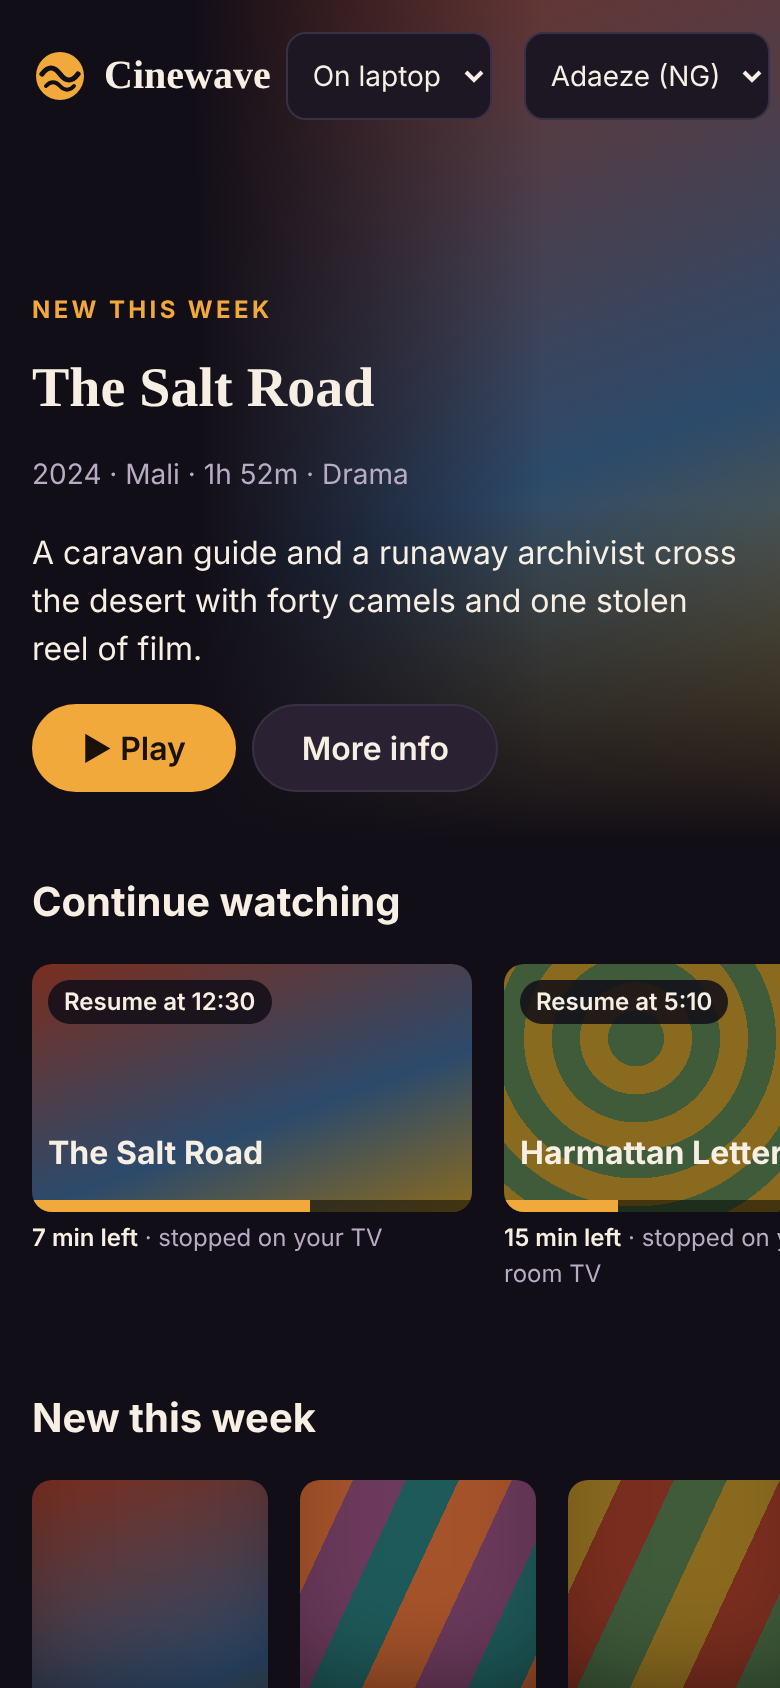 Cinewave
On laptop
Adaeze (NG)
NEW THIS WEEK
The Salt Road
2024 · Mali · 1h 52m · Drama
A caravan guide and a runaway archivist cross
the desert with forty camels and one stolen
reel of film.
▶ Play
More info
Continue watching
Resume at 12:30
The Salt Road
7 min left · stopped on your TV
Resume at 5:10
Harmattan Letter
15 min left · stopped on
room TV
New this week